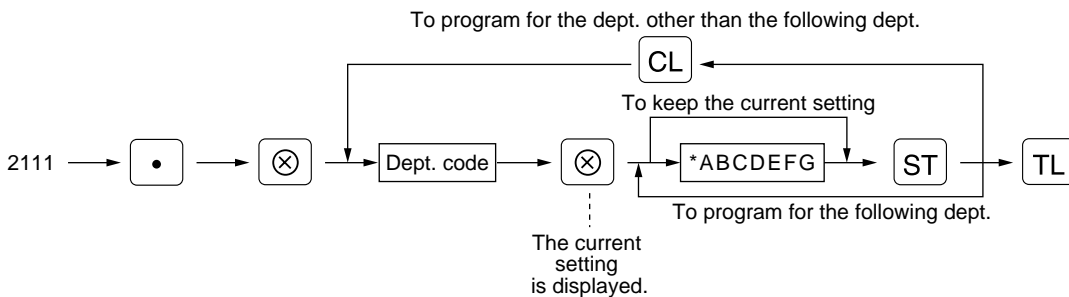 To program for the dept. other than the following dept.
CL
To keep the current setting
2111
•
⊗
Dept. code
⊗
*ABCDEFG
ST
TL
To program for the following dept.
The current
setting
is displayed.